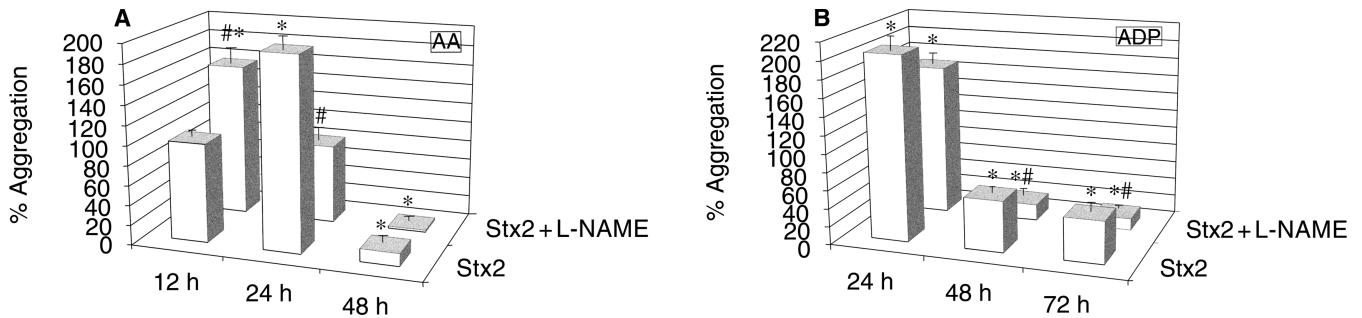 A
AA
% Aggregation
200
180
160
140
120
100
80
60
40
20
0
#*
*
#
*
*
12 h
24 h
48 h
Stx2
Stx2+L-NAME
B
ADP
% Aggregation
220
200
180
160
140
120
100
80
60
40
20
0
*
*
*
*#
*
*#
24 h
48 h
72 h
Stx2
Stx2+L-NAME